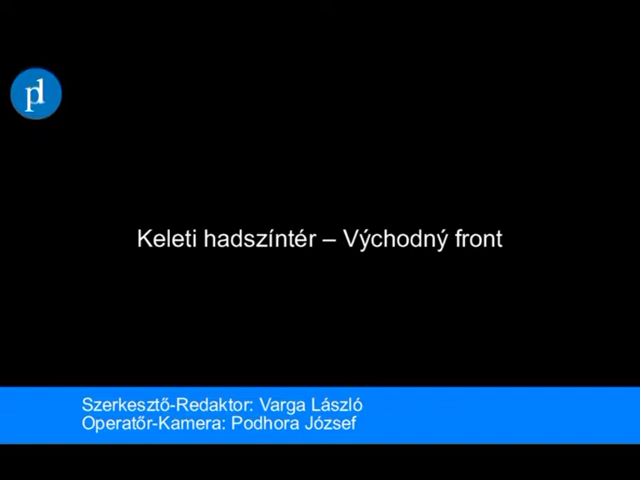 pl
Keleti hadszíntér – Východný front
Szerkesztő-Redaktor: Varga László
Operatőr-Kamera: Podhora József